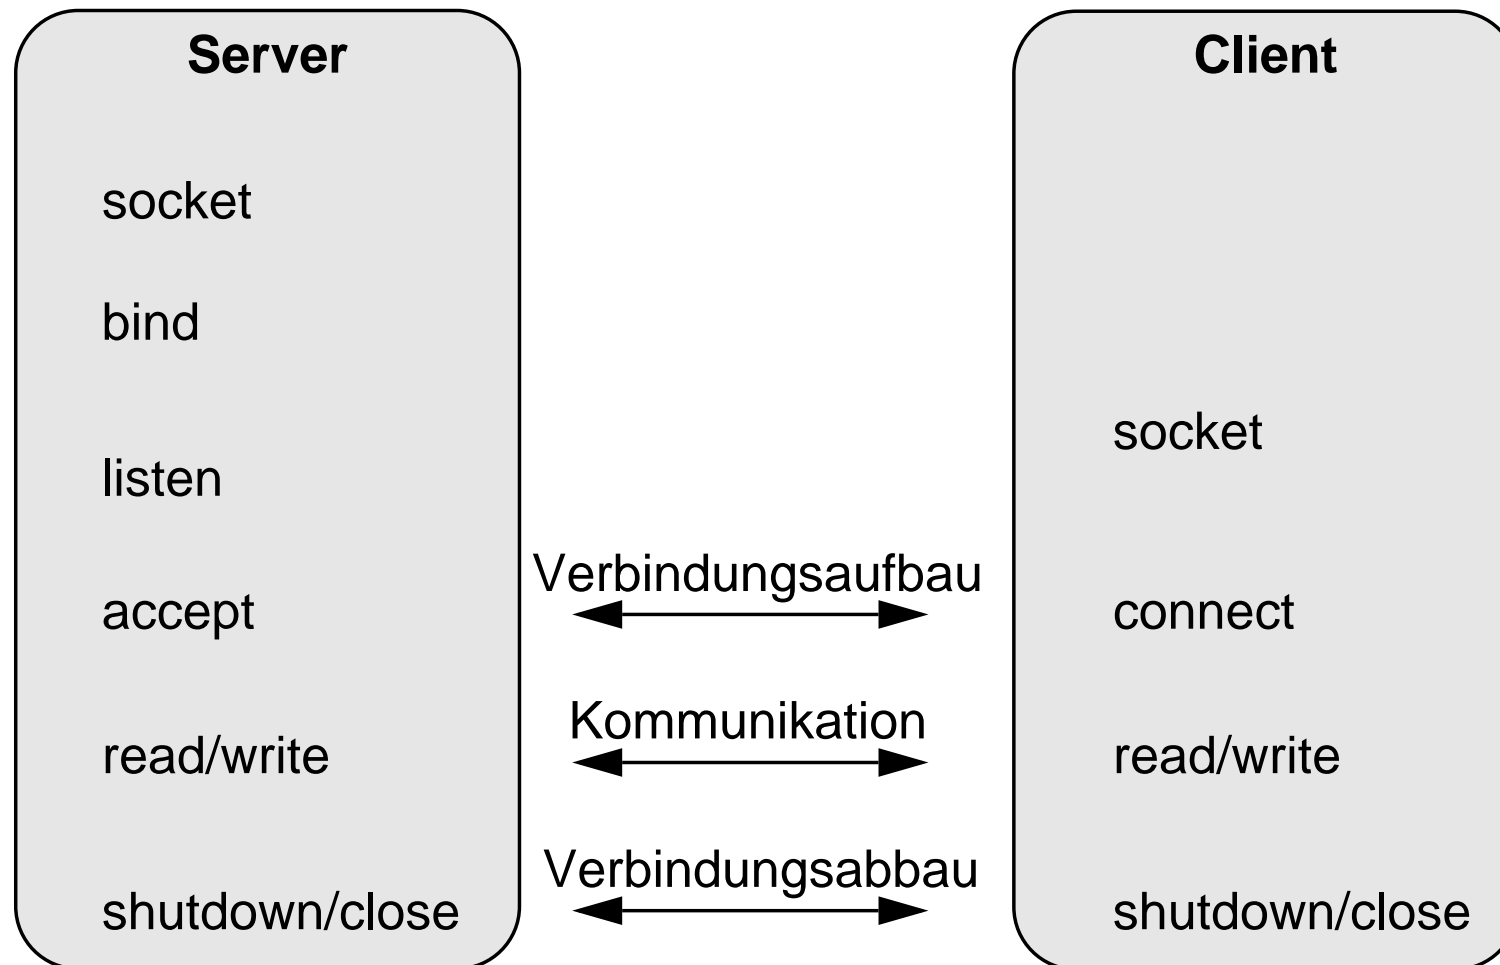 Server
socket
bind
listen
accept
read/write
shutdown/close
Verbindungsaufbau
Kommunikation
Verbindungsabbau
Client
socket
connect
read/write
shutdown/close